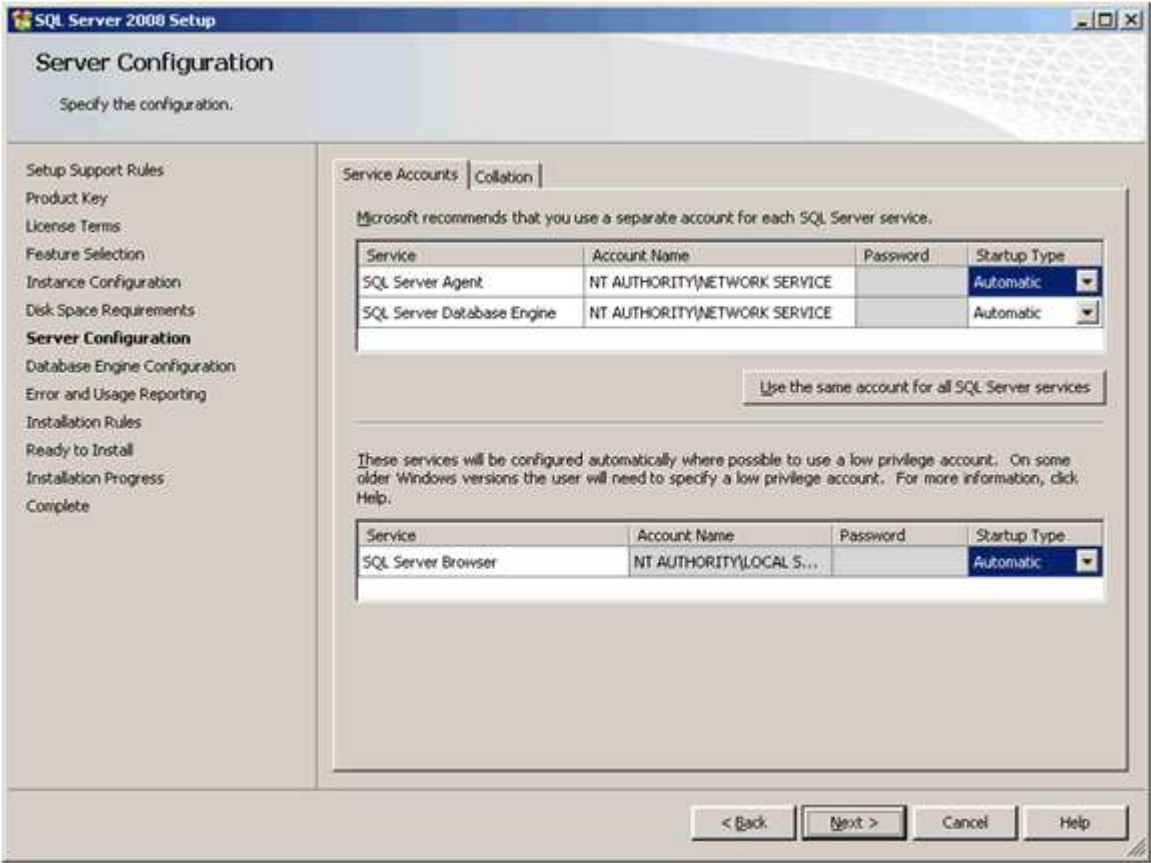 SQL Server 2008 Setup
Server Configuration
Specify the configuration.
Setup Support Rules
Product Key
License Terms
Feature Selection
Instance Configuration
Disk Space Requirements
Server Configuration
Database Engine Configuration
Error and Usage Reporting
Installation Rules
Ready to Install
Installation Progress
Complete
Service Accounts Collation
Microsoft recommends that you use a separate account for each SQL Server service.
Service Account Name Password Startup Type
SQL Server Agent NT AUTHORITY\NETWORK SERVICE Automatic
SQL Server Database Engine NT AUTHORITY\NETWORK SERVICE Automatic
Use the same account for all SQL Server services
These services will be configured automatically where possible to use a low privilege account. On some
older Windows versions the user will need to specify a low privilege account. For more information, click
Help.
Service Account Name Password Startup Type
SQL Server Browser NT AUTHORITY\LOCAL S... Automatic
< Back Next > Cancel Help